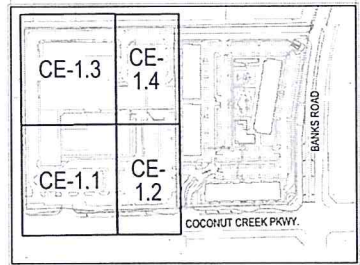 CE-1.3
CE-
1.4
CE-1.1
CE-
1.2
BANKS ROAD
COCONUT CREEK PKWY.